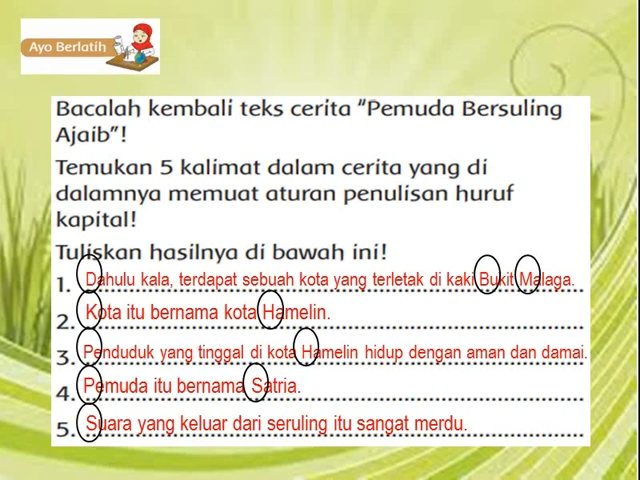 Ayo Berlatih
Bacalah kembali teks cerita “Pemuda Bersuling
Ajaib”!
Temukan 5 kalimat dalam cerita yang di
dalamnya memuat aturan penulisan huruf
kapital!
Tuliskan hasilnya di bawah ini!
1. Dahulu kala, terdapat sebuah kota yang terletak di kaki Bukit Malaga.
2. Kota itu bernama kota Hamelin.
3. Penduduk yang tinggal di kota Hamelin hidup dengan aman dan damai.
4. Pemuda itu bernama Satria.
5. Suara yang keluar dari seruling itu sangat merdu.